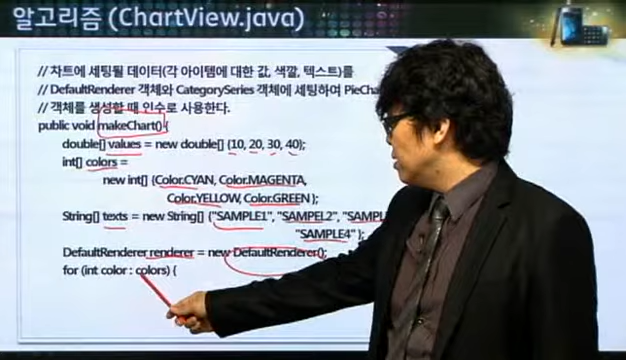 알고리즘 (ChartView.java)
// 차트에 세팅될 데이터(각 아이템에 대한 값, 색깔, 텍스트)를
// DefaultRenderer 객체와 CategorySeries 객체에 세팅하여 PieCha
// 객체를 생성할 때 인수로 사용한다.
public void makeChart() {
double[] values = new double[] {10, 20, 30, 40};
int[] colors =
new int[] {Color.CYAN, Color.MAGENTA,
Color.YELLOW, Color.GREEN };
String[] texts = new String[] {"SAMPLE1", "SAMPEL2", "SAMPL
"SAMPLE4" };
DefaultRenderer renderer = new DefaultRenderer();
for (int color : colors) {